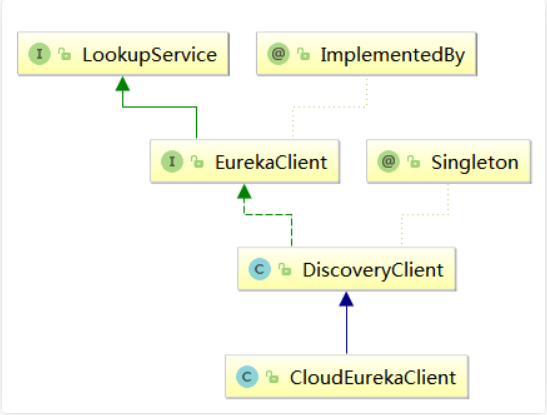 I LookupService
@ ImplementedBy
I EurekaClient
@ Singleton
C DiscoveryClient
C CloudEurekaClient